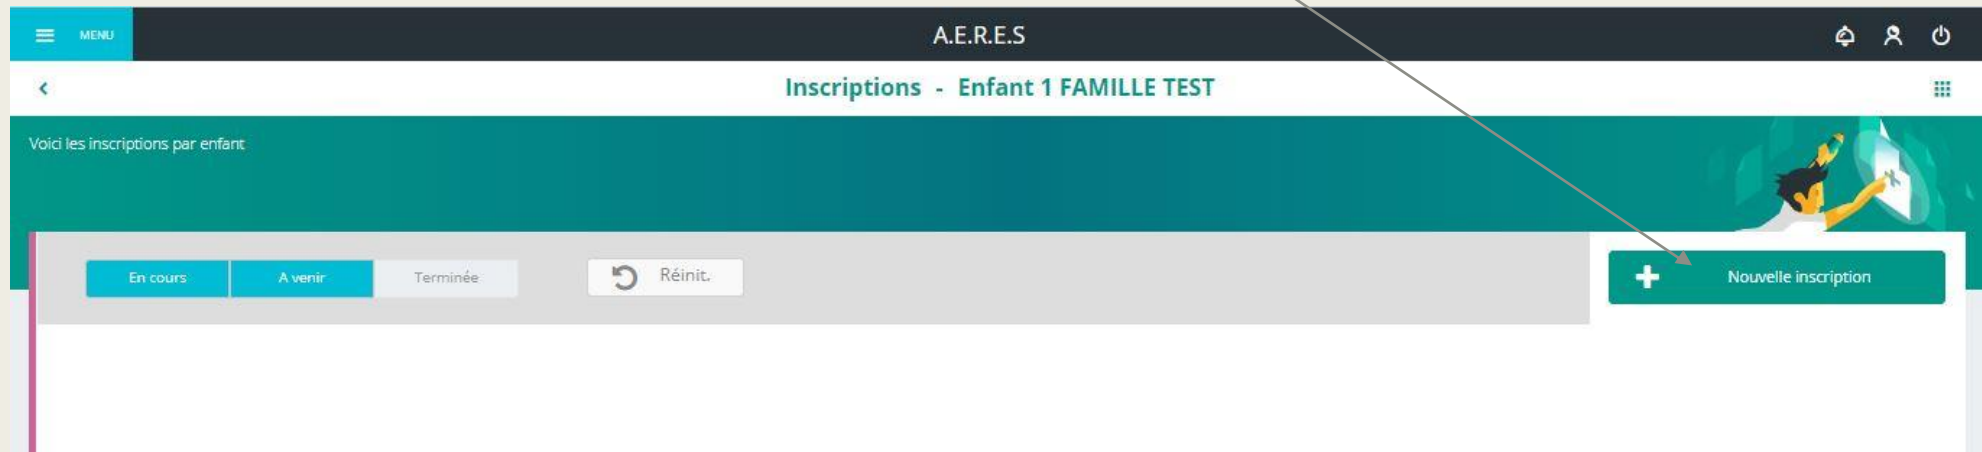 MENU
A.E.R.E.S
Inscriptions - Enfant 1 FAMILLE TEST
Voici les inscriptions par enfant
En cours
A venir
Terminée
Réinit.
Nouvelle inscription